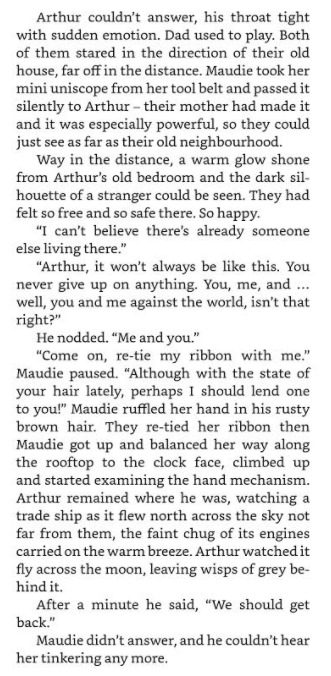 Arthur couldn’t answer, his throat tight
with sudden emotion. Dad used to play. Both
of them stared in the direction of their old
house, far off in the distance. Maudie took her
mini uniscope from her tool belt and passed it
silently to Arthur – their mother had made it
and it was especially powerful, so they could
just see as far as their old neighbourhood.
Way in the distance, a warm glow shone
from Arthur’s old bedroom and the dark sil-
houette of a stranger could be seen. They had
felt so free and so safe there. So happy.
“I can’t believe there’s already someone
else living there.”
“Arthur, it won’t always be like this. You
never give up on anything. You, me, and ...
well, you and me against the world, isn’t that
right?”
He nodded. “Me and you.”
“Come on, re-tie my ribbon with me.”
Maudie paused. “Although with the state of
your hair lately, perhaps I should lend one
to you!” Maudie ruffled her hand in his rusty
brown hair. They re-tied her ribbon then
Maudie got up and balanced her way along
the rooftop to the clock face, climbed up
and started examining the hand mechanism.
Arthur remained where he was, watching a
trade ship as it flew north across the sky not
far from them, the faint chug of its engines
carried on the warm breeze. Arthur watched it
fly across the moon, leaving wisps of grey be-
hind it.
After a minute he said, “We should get
back.”
Maudie didn’t answer, and he couldn’t hear
her tinkering any more.